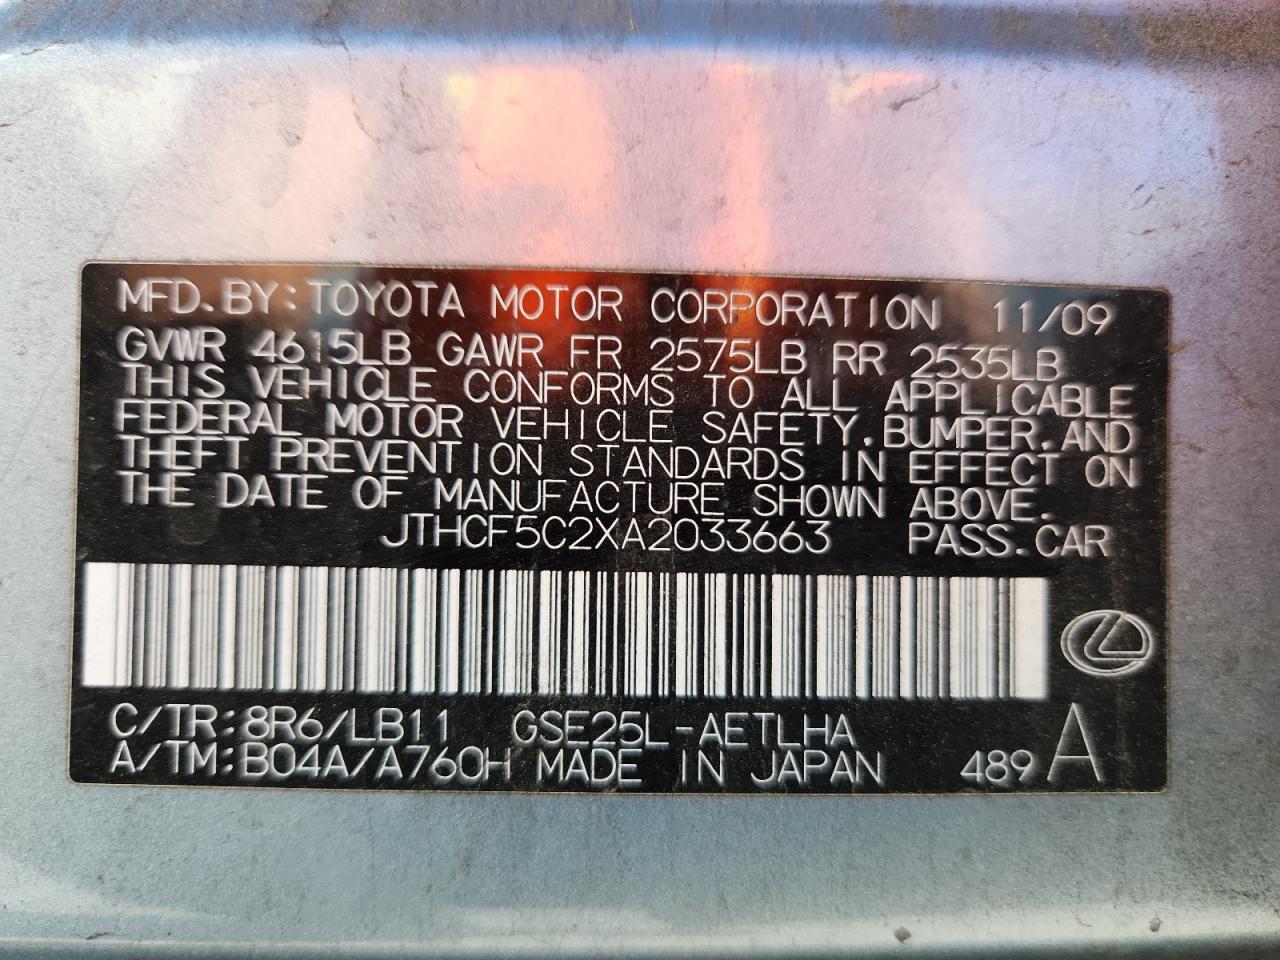 MFD.BY:TOYOTA MOTOR CORPORATION 11/09
GVWR 4615LB GAWR FR 2575LB RR 2535LB
THIS VEHICLE CONFORMS TO ALL APPLICABLE
FEDERAL MOTOR VEHICLE SAFETY.BUMPER.AND
THEFT PREVENTION STANDARDS IN EFFECT ON
THE DATE OF MANUFACTURE SHOWN ABOVE.
JTHCF5C2XA2033663 PASS.CAR
C/TR:8R6/LB11 GSE25L-AETLHA
A/TM:B04A/A760H MADE IN JAPAN 489 A